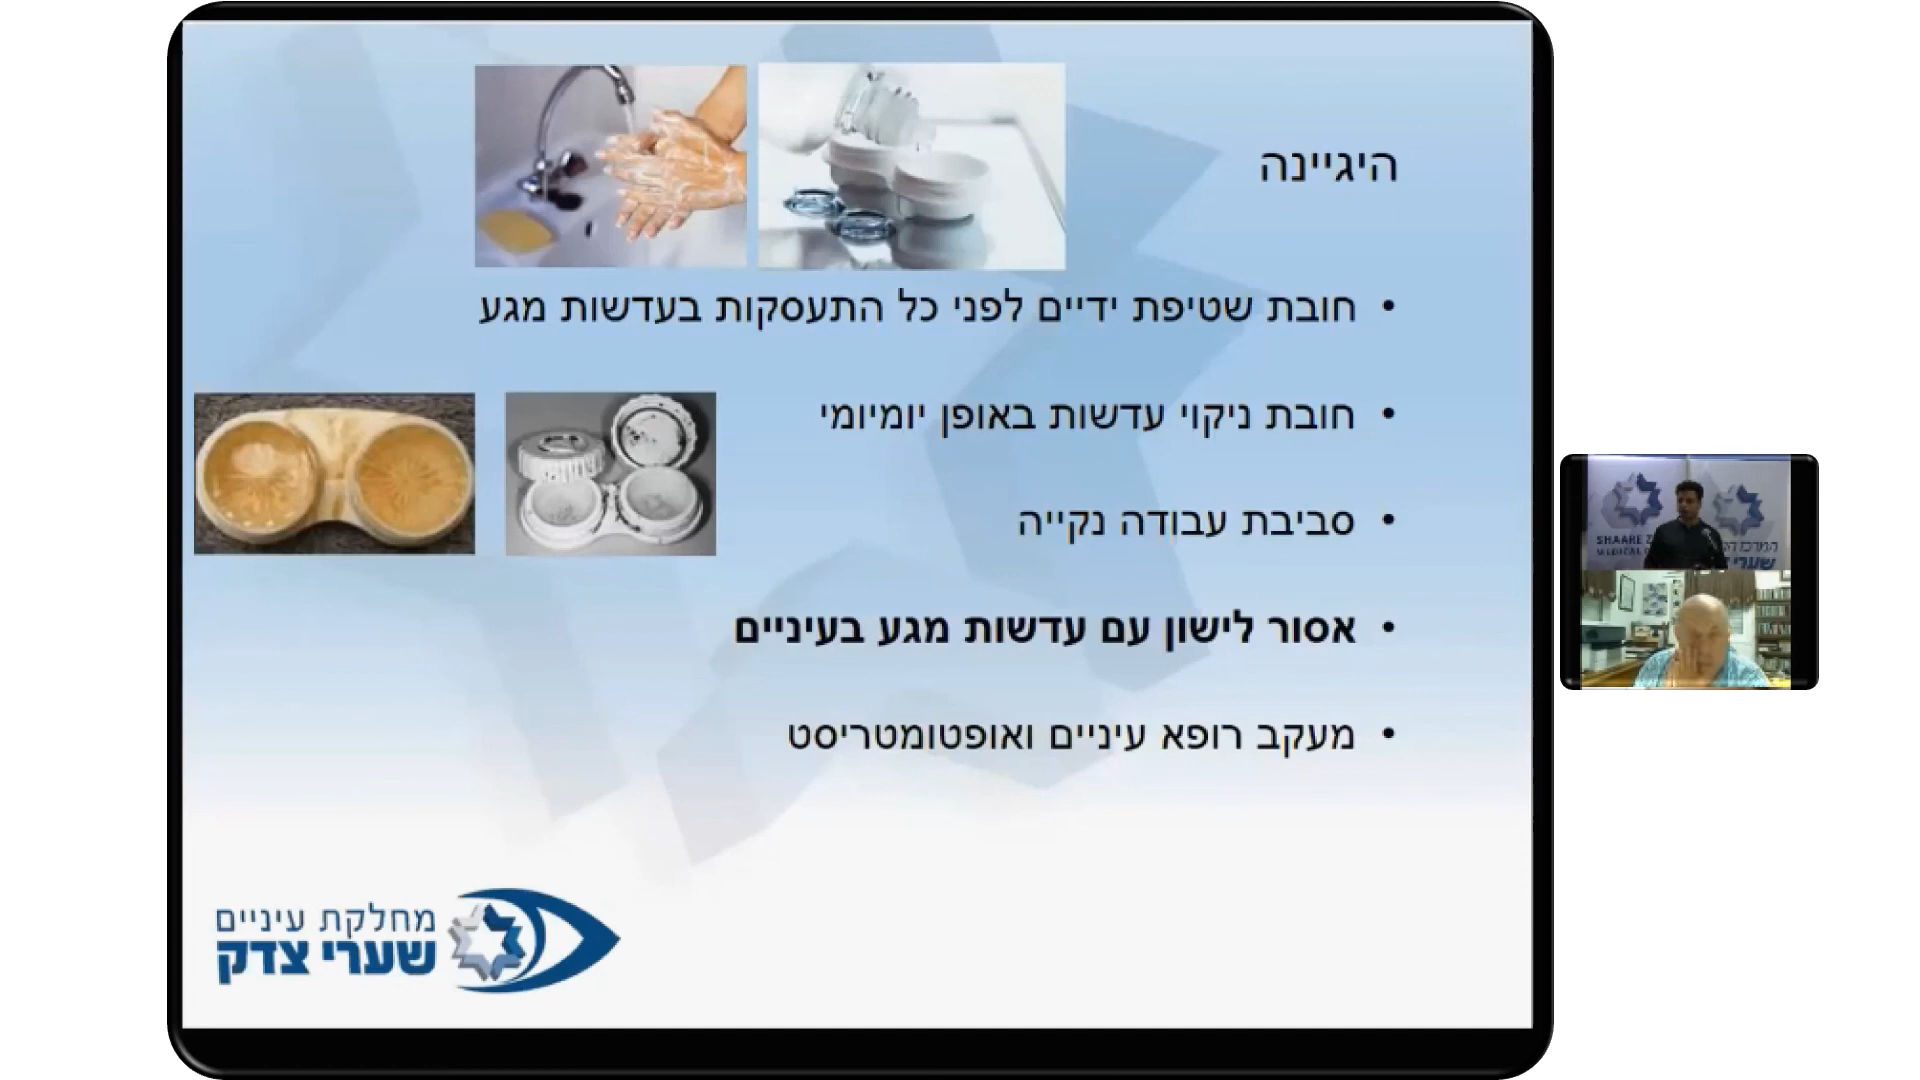 היגיינה
חובת שטיפת ידיים לפני כל התעסקות בעדשות מגע
חובת ניקוי עדשות באופן יומיומי
סביבת עבודה נקייה
אסור לישון עם עדשות מגע בעיניים
מעקב רופא עיניים ואופטומטריסט
מחלקת עיניים
שערי צדק
SHAARE